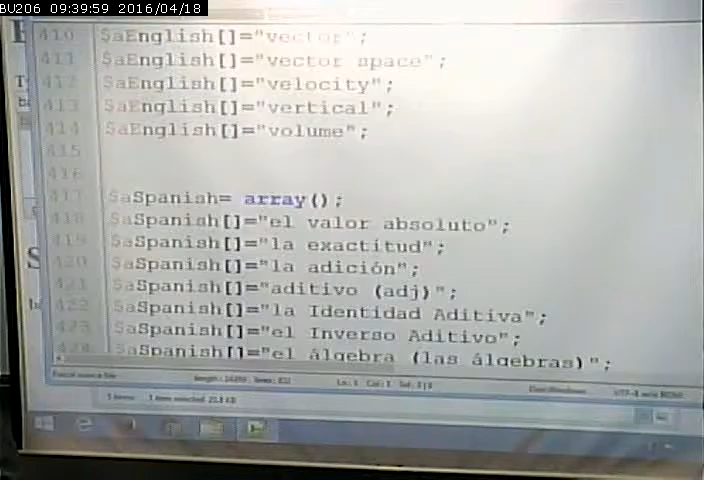 BU206 09:39:59 2016/04/18
410 $aEnglish[]="vector";
411 $aEnglish[]="vector space";
412 $aEnglish[]="velocity";
413 $aEnglish[]="vertical";
414 $aEnglish[]="volume";
415
416
417 $aSpanish= array();
418 $aSpanish[]="el valor absoluto";
419 $aSpanish[]="la exactitud";
420 $aSpanish[]="la adición";
421 $aSpanish[]="aditivo (adj)";
422 $aSpanish[]="la Identidad Aditiva";
423 $aSpanish[]="el Inverso Aditivo";
424 $aSpanish[]="el álgebra (las álgebras)";